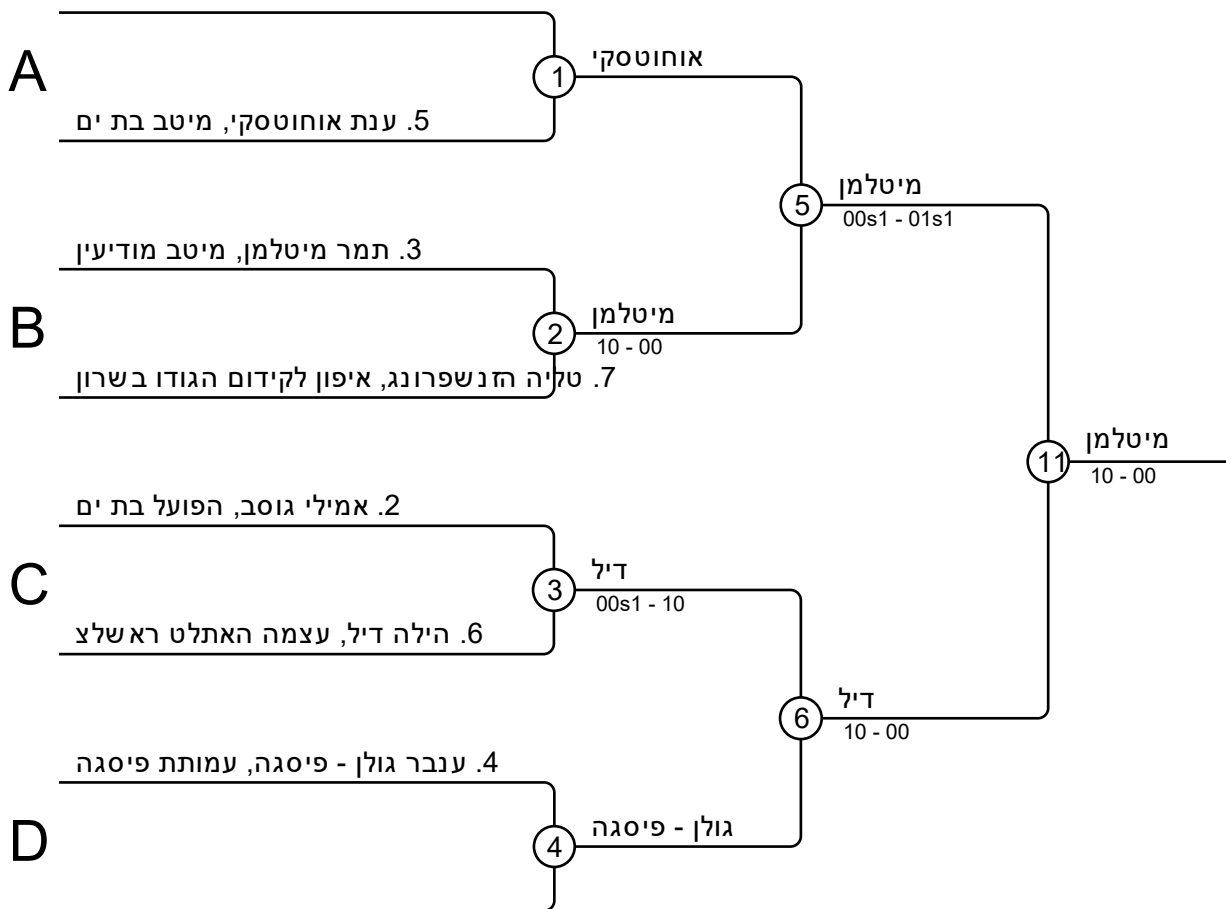 A
1
אוחוטסקי
5. ענת אוחוטסקי, מיטב בת ים
5
מיטלמן
00s1 - 01s1
3. תמר מיטלמן, מיטב מודיעין
B
2
מיטלמן
10 - 00
7. טליה, איפון לקידום הגודו בשרון
11
מיטלמן
10 - 00
2. אמילי גוסב, הפועל בת ים
C
3
דיל
00s1 - 10
6. הילה דיל, עצמה האתלט ראשלצ
6
דיל
10 - 00
4. ענבר גולן - פיסגה, עמותת פיסגה
D
4
גולן - פיסגה